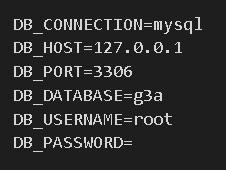 DB_CONNECTION=mysql
DB_HOST=127.0.0.1
DB_PORT=3306
DB_DATABASE=g3a
DB_USERNAME=root
DB_PASSWORD=